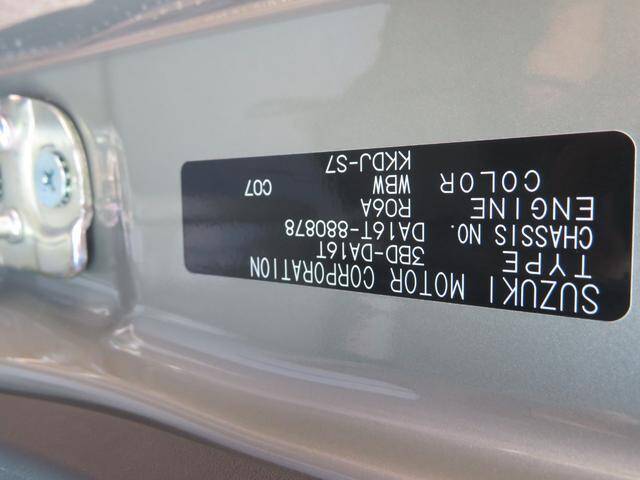 SUZUKI MOTOR CORPORATION
TYPE 3BD-DA16T
CHASSIS NO. DA16T-880878
ENGINE R06A
COLOR WBW C07
KKDJ-S7